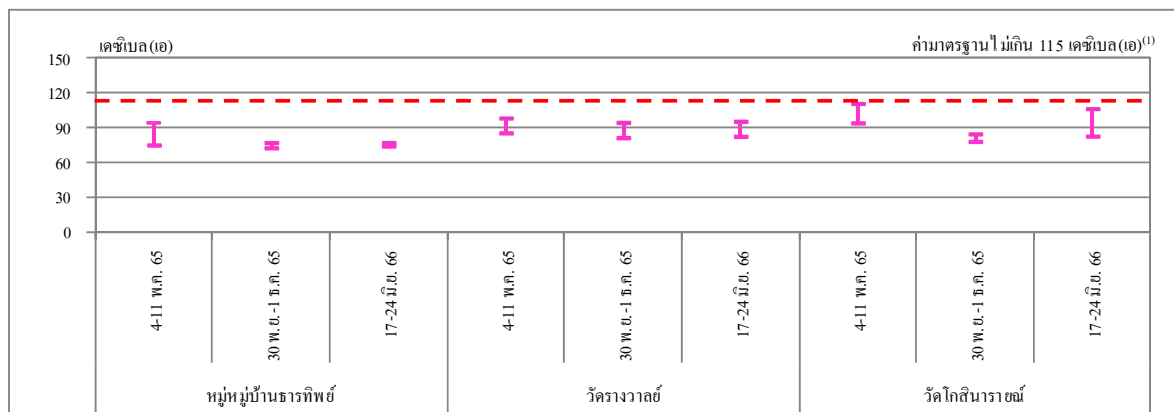 เดซิเบล(เอ) ค่ามาตรฐานไม่เกิน 115 เดซิเบล(เอ)(1)
150
120
90
60
30
0
4-11 พ.ค. 65
30 พ.ย.-1 ธ.ค. 65
17-24 มิ.ย. 66
4-11 พ.ค. 65
30 พ.ย.-1 ธ.ค. 65
17-24 มิ.ย. 66
4-11 พ.ค. 65
30 พ.ย.-1 ธ.ค. 65
17-24 มิ.ย. 66
หมู่หมู่บ้านธารทิพย์ วัดรางวาลย์ วัดโกสินารายณ์